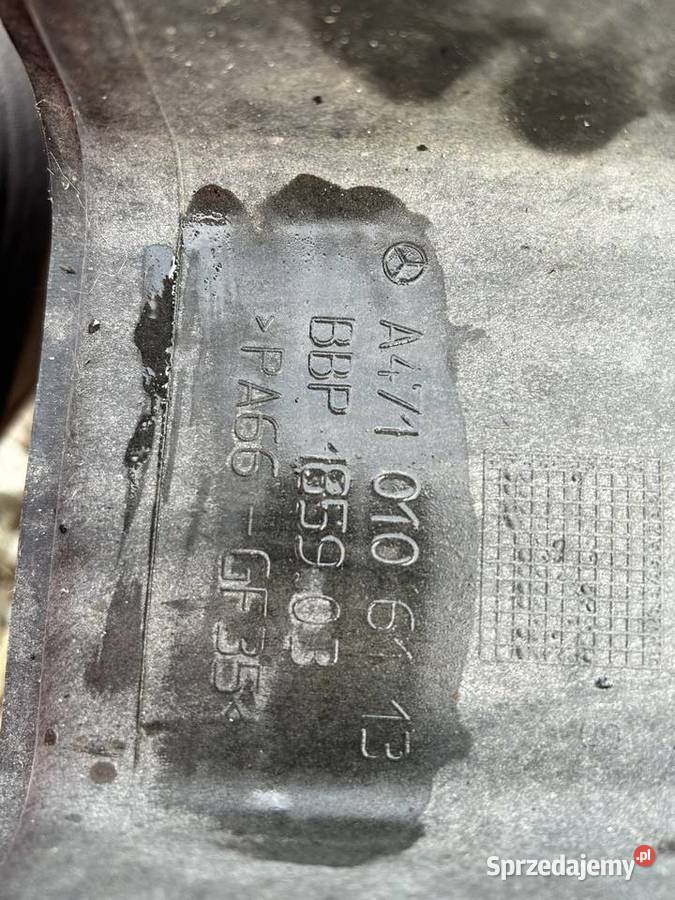 A471 010 61 13
BBP 1859.03
>PA66-GF35<
Sprzedajemy.pl